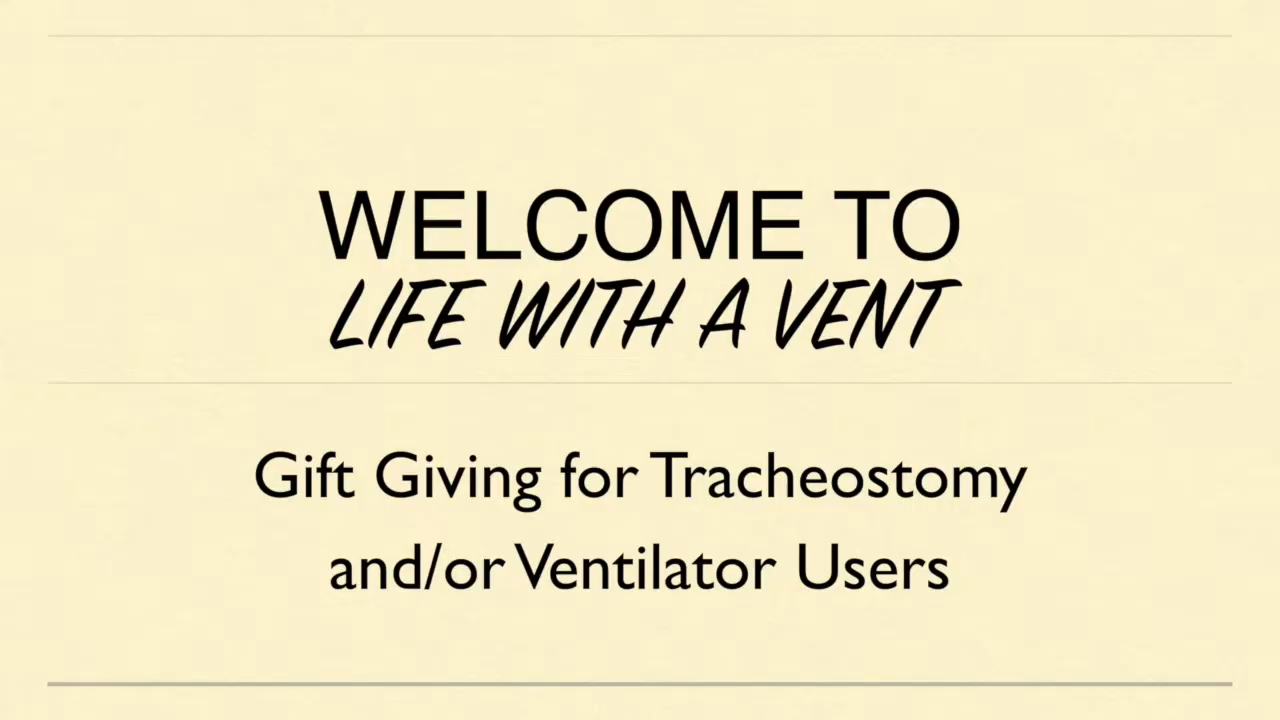 WELCOME TO
LIFE WITH A VENT
Gift Giving for Tracheostomy
and/or Ventilator Users